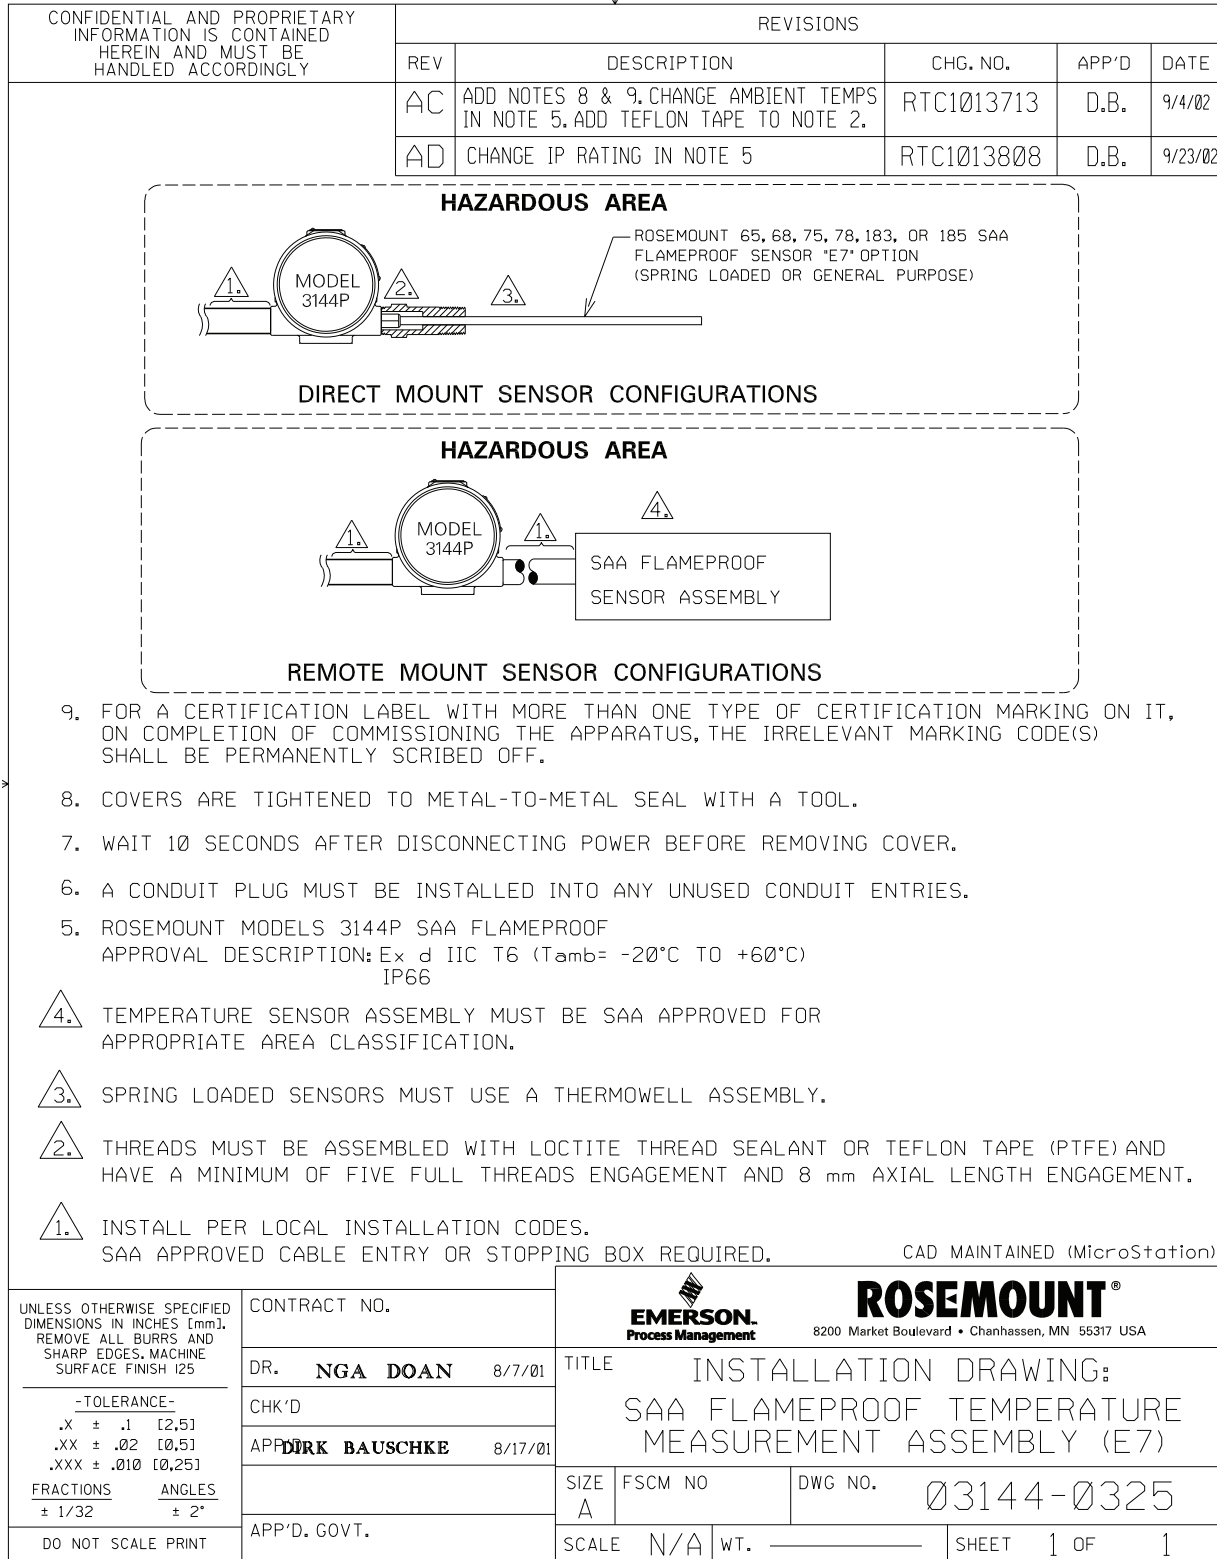 CONFIDENTIAL AND PROPRIETARY
INFORMATION IS CONTAINED
HEREIN AND MUST BE
HANDLED ACCORDINGLY
REVISIONS
REV DESCRIPTION CHG. NO. APP'D DATE
AC ADD NOTES 8 & 9. CHANGE AMBIENT TEMPS
IN NOTE 5. ADD TEFLON TAPE TO NOTE 2.
RTC1013713 D.B. 9/4/02
AD CHANGE IP RATING IN NOTE 5 RTC1013808 D.B. 9/23/02
HAZARDOUS AREA
ROSEMOUNT 65, 68, 75, 78, 183, OR 185 SAA
FLAMEPROOF SENSOR "E7" OPTION
(SPRING LOADED OR GENERAL PURPOSE)
1. MODEL 2. 3.
3144P
DIRECT MOUNT SENSOR CONFIGURATIONS
HAZARDOUS AREA
4.
1. MODEL 1.
3144P
SAA FLAMEPROOF
SENSOR ASSEMBLY
REMOTE MOUNT SENSOR CONFIGURATIONS
9. FOR A CERTIFICATION LABEL WITH MORE THAN ONE TYPE OF CERTIFICATION MARKING ON IT,
ON COMPLETION OF COMMISSIONING THE APPARATUS, THE IRRELEVANT MARKING CODE(S)
SHALL BE PERMANENTLY SCRIBED OFF.
8. COVERS ARE TIGHTENED TO METAL-TO-METAL SEAL WITH A TOOL.
7. WAIT 10 SECONDS AFTER DISCONNECTING POWER BEFORE REMOVING COVER.
6. A CONDUIT PLUG MUST BE INSTALLED INTO ANY UNUSED CONDUIT ENTRIES.
5. ROSEMOUNT MODELS 3144P SAA FLAMEPROOF
APPROVAL DESCRIPTION: Ex d IIC T6 (Tamb= -20°C TO +60°C)
IP66
4. TEMPERATURE SENSOR ASSEMBLY MUST BE SAA APPROVED FOR
APPROPRIATE AREA CLASSIFICATION.
3. SPRING LOADED SENSORS MUST USE A THERMOWELL ASSEMBLY.
2. THREADS MUST BE ASSEMBLED WITH LOCTITE THREAD SEALANT OR TEFLON TAPE (PTFE) AND
HAVE A MINIMUM OF FIVE FULL THREADS ENGAGEMENT AND 8 mm AXIAL LENGTH ENGAGEMENT.
1. INSTALL PER LOCAL INSTALLATION CODES.
SAA APPROVED CABLE ENTRY OR STOPPING BOX REQUIRED.
CAD MAINTAINED (MicroStation)
UNLESS OTHERWISE SPECIFIED
DIMENSIONS IN INCHES [mm].
REMOVE ALL BURRS AND
SHARP EDGES. MACHINE
SURFACE FINISH 125
-TOLERANCE-
.X ± .1 [2,5]
.XX ± .02 [0,5]
.XXX ± .010 [0,25]
FRACTIONS ANGLES
± 1/32 ± 2°
DO NOT SCALE PRINT
CONTRACT NO.
DR. NGA DOAN 8/7/01
CHK'D
APP'D. DIRK BAUSCHKE 8/17/01
APP'D. GOVT.
EMERSON.
Process Management
ROSEMOUNT®
8200 Market Boulevard • Chanhassen, MN 55317 USA
TITLE INSTALLATION DRAWING:
SAA FLAMEPROOF TEMPERATURE
MEASUREMENT ASSEMBLY (E7)
SIZE A FSCM NO DWG NO. 03144-0325
SCALE N/A WT. SHEET 1 OF 1